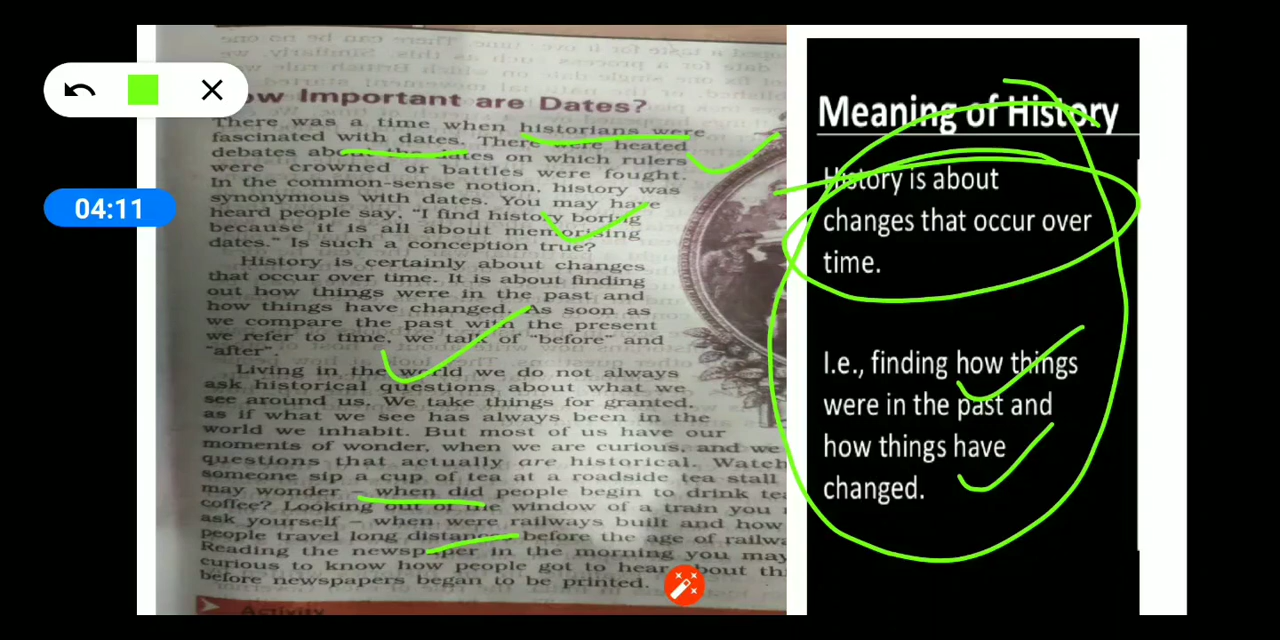 ow Important are Dates?
There was a time when historians were
fascinated with dates. There were heated
debates about the dates on which rulers
were crowned or battles were fought.
In the common-sense notion, history was
synonymous with dates. You may have
heard people say, "I find history boring
because it is all about memorising
dates." Is such a conception true?
History is certainly about changes
that occur over time. It is about finding
out how things were in the past and
how things have changed. As soon as
we compare the past with the present
we refer to time, we talk of "before" and
"after".
Living in the world we do not always
ask historical questions about what we
see around us. We take things for granted,
as if what we see has always been in the
world we inhabit. But most of us have our
moments of wonder, when we are curious, and we
questions that actually are historical. Watch
someone sip a cup of tea at a roadside tea stall
may wonder – when did people begin to drink tea
coffee? Looking out of the window of a train you
ask yourself – when were railways built and how
people travel long distances before the age of railwa
Reading the newspaper in the morning you may
curious to know how people got to hear about th
before newspapers began to be printed.
Activity
04:11
Meaning of History
History is about
changes that occur over
time.
I.e., finding how things
were in the past and
how things have
changed.